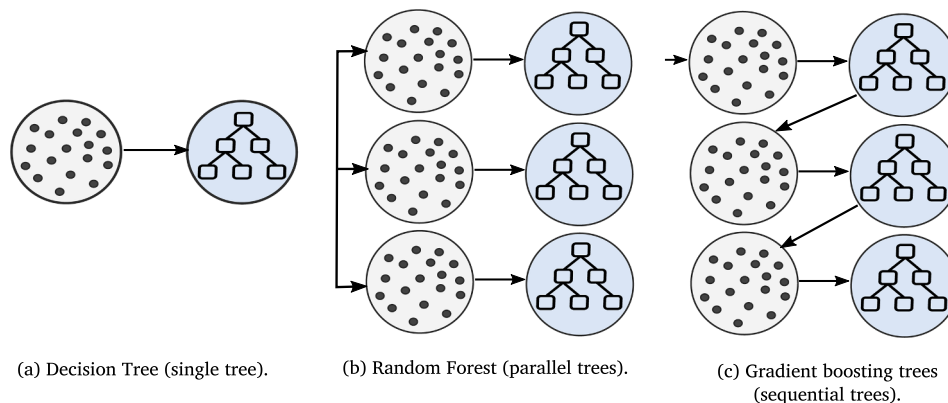 (a) Decision Tree (single tree).
(b) Random Forest (parallel trees).
(c) Gradient boosting trees
(sequential trees).